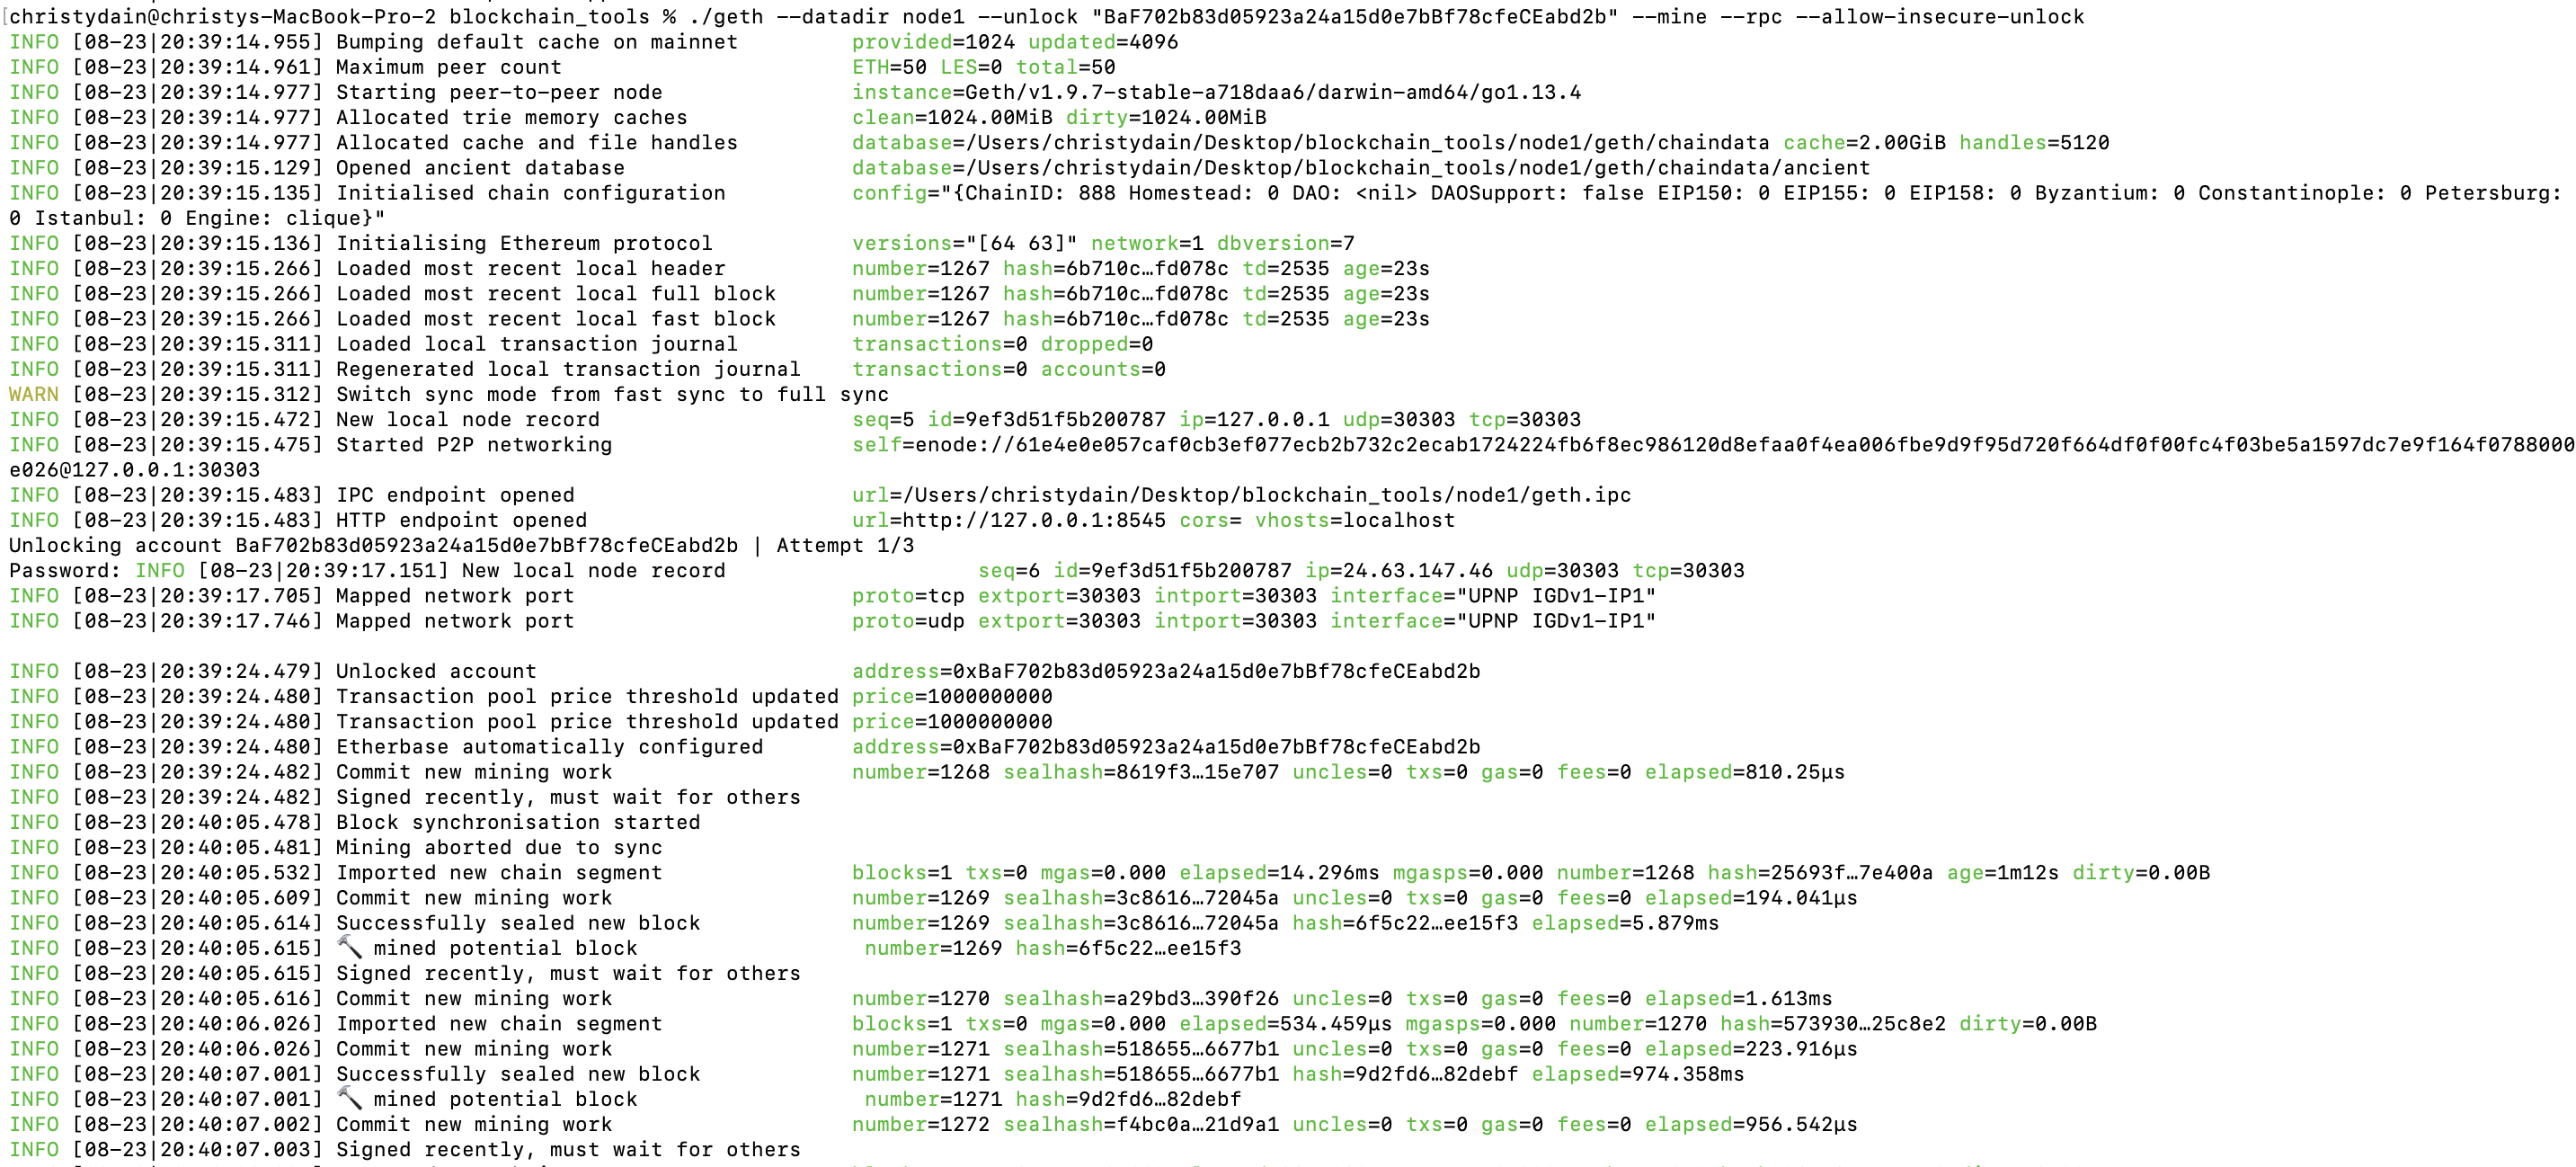 [christydain@christys-MacBook-Pro-2 blockchain_tools % ./geth --datadir node1 --unlock "BaF702b83d05923a24a15d0e7bBf78cfeCEabd2b" --mine --rpc --allow-insecure-unlock
INFO [08-23|20:39:14.955] Bumping default cache on mainnet         provided=1024 updated=4096
INFO [08-23|20:39:14.961] Maximum peer count                       ETH=50 LES=0 total=50
INFO [08-23|20:39:14.977] Starting peer-to-peer node               instance=Geth/v1.9.7-stable-a718daa6/darwin-amd64/go1.13.4
INFO [08-23|20:39:14.977] Allocated trie memory caches             clean=1024.00MiB dirty=1024.00MiB
INFO [08-23|20:39:14.977] Allocated cache and file handles         database=/Users/christydain/Desktop/blockchain_tools/node1/geth/chaindata cache=2.00GiB handles=5120
INFO [08-23|20:39:15.129] Opened ancient database                  database=/Users/christydain/Desktop/blockchain_tools/node1/geth/chaindata/ancient
INFO [08-23|20:39:15.135] Initialised chain configuration          config="{ChainID: 888 Homestead: 0 DAO: <nil> DAOSupport: false EIP150: 0 EIP155: 0 EIP158: 0 Byzantium: 0 Constantinople: 0 Petersburg:
0 Istanbul: 0 Engine: clique}"
INFO [08-23|20:39:15.136] Initialising Ethereum protocol           versions="[64 63]" network=1 dbversion=7
INFO [08-23|20:39:15.266] Loaded most recent local header          number=1267 hash=6b710c…fd078c td=2535 age=23s
INFO [08-23|20:39:15.266] Loaded most recent local full block      number=1267 hash=6b710c…fd078c td=2535 age=23s
INFO [08-23|20:39:15.266] Loaded most recent local fast block      number=1267 hash=6b710c…fd078c td=2535 age=23s
INFO [08-23|20:39:15.311] Loaded local transaction journal         transactions=0 dropped=0
INFO [08-23|20:39:15.311] Regenerated local transaction journal    transactions=0 accounts=0
WARN [08-23|20:39:15.312] Switch sync mode from fast sync to full sync
INFO [08-23|20:39:15.472] New local node record                    seq=5 id=9ef3d51f5b200787 ip=127.0.0.1 udp=30303 tcp=30303
INFO [08-23|20:39:15.475] Started P2P networking                   self=enode://61e4e0e057caf0cb3ef077ecb2b732c2ecab1724224fb6f8ec986120d8efaa0f4ea006fbe9d9f95d720f664df0f00fc4f03be5a1597dc7e9f164f0788000
e026@127.0.0.1:30303
INFO [08-23|20:39:15.483] IPC endpoint opened                      url=/Users/christydain/Desktop/blockchain_tools/node1/geth.ipc
INFO [08-23|20:39:15.483] HTTP endpoint opened                     url=http://127.0.0.1:8545 cors= vhosts=localhost
Unlocking account BaF702b83d05923a24a15d0e7bBf78cfeCEabd2b | Attempt 1/3
Password: INFO [08-23|20:39:17.151] New local node record                    seq=6 id=9ef3d51f5b200787 ip=24.63.147.46 udp=30303 tcp=30303
INFO [08-23|20:39:17.705] Mapped network port                      proto=tcp extport=30303 intport=30303 interface="UPNP IGDv1-IP1"
INFO [08-23|20:39:17.746] Mapped network port                      proto=udp extport=30303 intport=30303 interface="UPNP IGDv1-IP1"
INFO [08-23|20:39:24.479] Unlocked account                         address=0xBaF702b83d05923a24a15d0e7bBf78cfeCEabd2b
INFO [08-23|20:39:24.480] Transaction pool price threshold updated price=1000000000
INFO [08-23|20:39:24.480] Transaction pool price threshold updated price=1000000000
INFO [08-23|20:39:24.480] Etherbase automatically configured       address=0xBaF702b83d05923a24a15d0e7bBf78cfeCEabd2b
INFO [08-23|20:39:24.482] Commit new mining work                   number=1268 sealhash=8619f3…15e707 uncles=0 txs=0 gas=0 fees=0 elapsed=810.25µs
INFO [08-23|20:39:24.482] Signed recently, must wait for others
INFO [08-23|20:40:05.478] Block synchronisation started
INFO [08-23|20:40:05.481] Mining aborted due to sync
INFO [08-23|20:40:05.532] Imported new chain segment               blocks=1 txs=0 mgas=0.000 elapsed=14.296ms mgasps=0.000 number=1268 hash=25693f…7e400a age=1m12s dirty=0.00B
INFO [08-23|20:40:05.609] Commit new mining work                   number=1269 sealhash=3c8616…72045a uncles=0 txs=0 gas=0 fees=0 elapsed=194.041µs
INFO [08-23|20:40:05.614] Successfully sealed new block            number=1269 sealhash=3c8616…72045a hash=6f5c22…ee15f3 elapsed=5.879ms
INFO [08-23|20:40:05.615] 🔨 mined potential block                  number=1269 hash=6f5c22…ee15f3
INFO [08-23|20:40:05.615] Signed recently, must wait for others
INFO [08-23|20:40:05.616] Commit new mining work                   number=1270 sealhash=a29bd3…390f26 uncles=0 txs=0 gas=0 fees=0 elapsed=1.613ms
INFO [08-23|20:40:06.026] Imported new chain segment               blocks=1 txs=0 mgas=0.000 elapsed=534.459µs mgasps=0.000 number=1270 hash=573930…25c8e2 dirty=0.00B
INFO [08-23|20:40:06.026] Commit new mining work                   number=1271 sealhash=518655…6677b1 uncles=0 txs=0 gas=0 fees=0 elapsed=223.916µs
INFO [08-23|20:40:07.001] Successfully sealed new block            number=1271 sealhash=518655…6677b1 hash=9d2fd6…82debf elapsed=974.358ms
INFO [08-23|20:40:07.001] 🔨 mined potential block                  number=1271 hash=9d2fd6…82debf
INFO [08-23|20:40:07.002] Commit new mining work                   number=1272 sealhash=f4bc0a…21d9a1 uncles=0 txs=0 gas=0 fees=0 elapsed=956.542µs
INFO [08-23|20:40:07.003] Signed recently, must wait for others